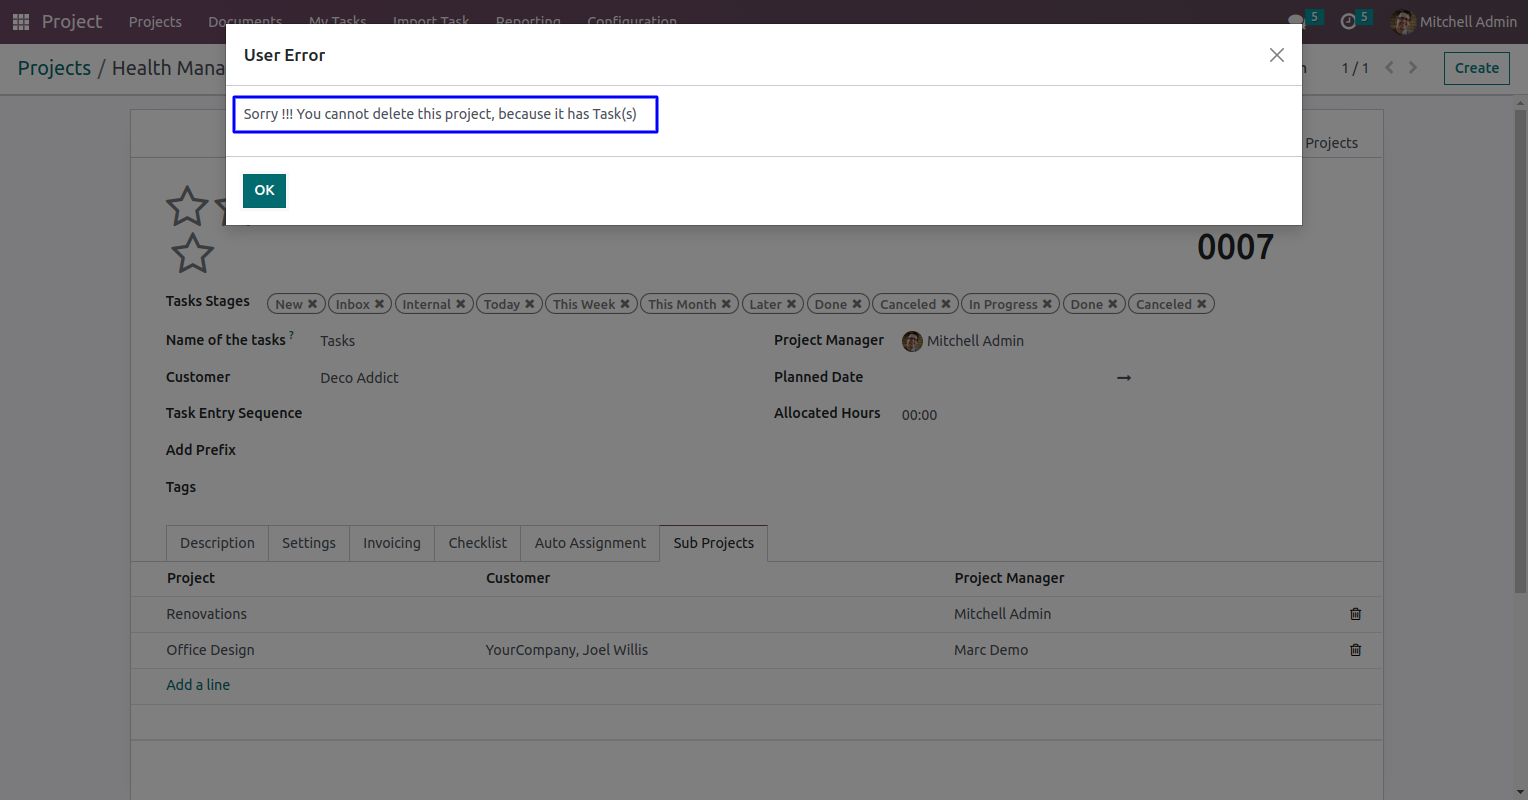 Project Projects Documents My Tasks Import Task Reporting Configuration 5 5 Mitchell Admin
User Error
Projects / Health Mana 1 / 1 Create
Sorry !!! You cannot delete this project, because it has Task(s)
Projects
OK
0007
Tasks Stages New ✖ Inbox ✖ Internal ✖ Today ✖ This Week ✖ This Month ✖ Later ✖ Done ✖ Canceled ✖ In Progress ✖ Done ✖ Canceled ✖
Name of the tasks ? Tasks Project Manager Mitchell Admin
Customer Deco Addict Planned Date →
Task Entry Sequence Allocated Hours 00:00
Add Prefix
Tags
Description Settings Invoicing Checklist Auto Assignment Sub Projects
Project Customer Project Manager
Renovations Mitchell Admin
Office Design YourCompany, Joel Willis Marc Demo
Add a line